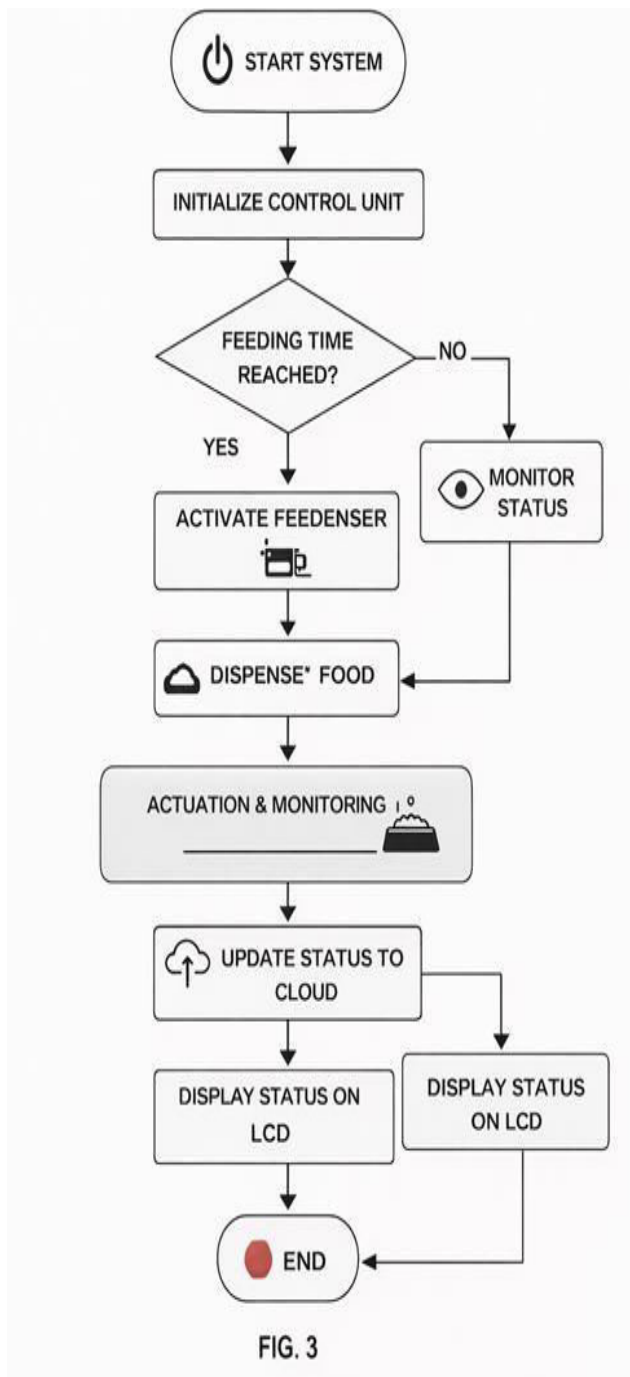 START SYSTEM
INITIALIZE CONTROL UNIT
FEEDING TIME
REACHED?
NO
YES
MONITOR
STATUS
ACTIVATE FEEDENSER
DISPENSE* FOOD
ACTUATION & MONITORING
UPDATE STATUS TO
CLOUD
DISPLAY STATUS ON
LCD
DISPLAY STATUS
ON LCD
END
FIG. 3